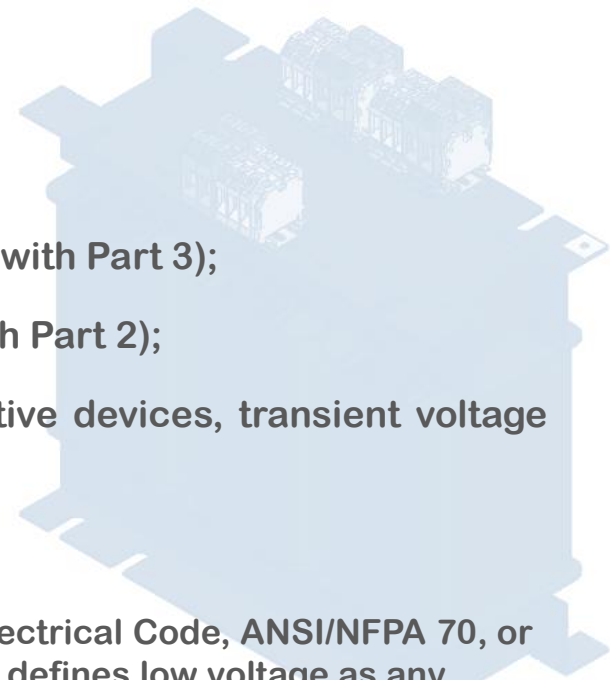 with Part 3);
h Part 2);
tive devices, transient voltage
ectrical Code, ANSI/NFPA 70, or
defines low voltage as any